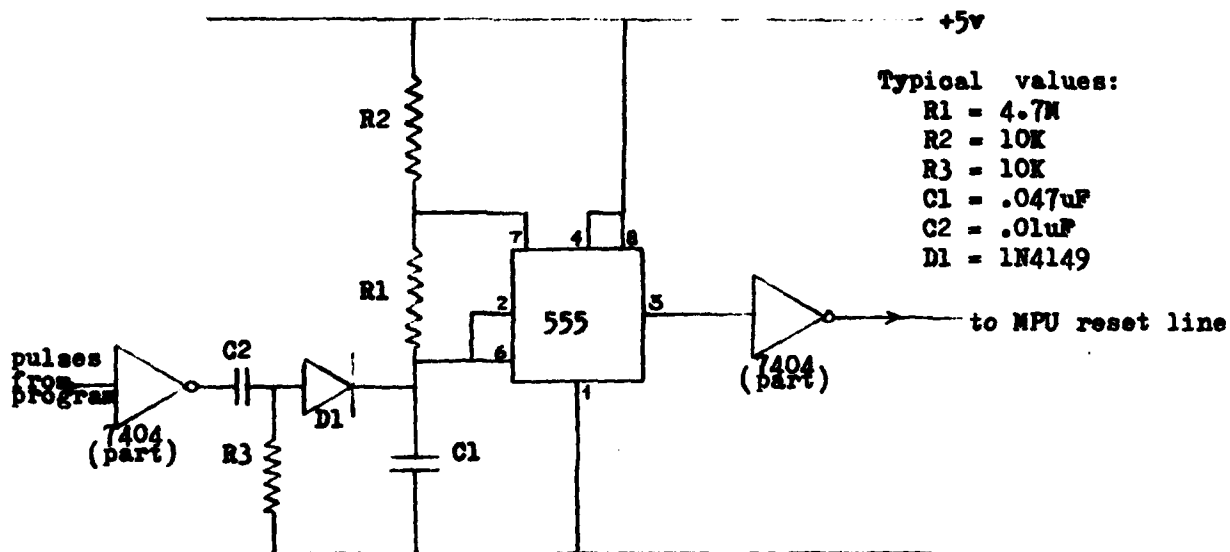 +5v
Typical values:
R1 = 4.7M
R2 = 10K
R3 = 10K
C1 = .047uF
C2 = .01uF
D1 = 1N4149
R2
7
4
8
R1
2
555
3
6
1
to MPU reset line
7404
(part)
pulses
from
program
C2
D1
7404
(part)
R3
C1